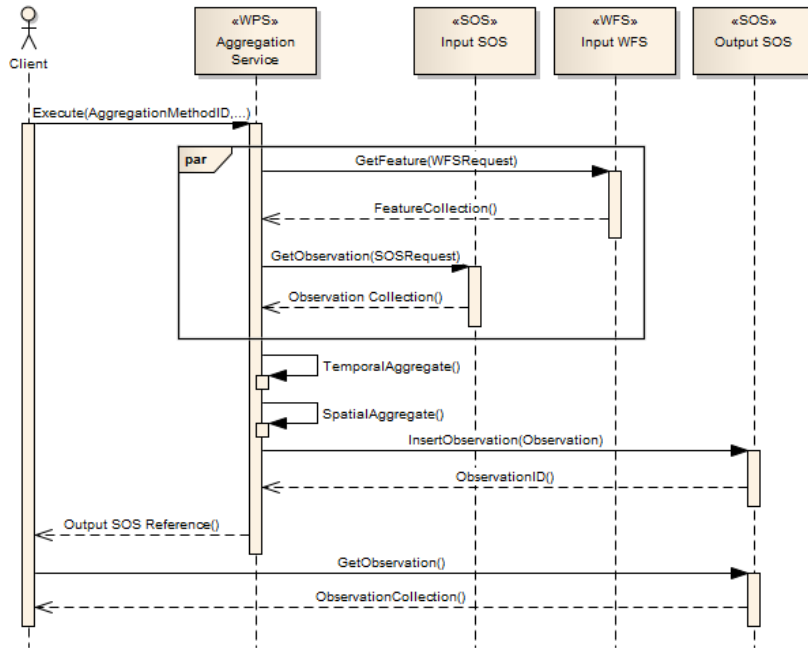 «WPS»
Aggregation
Service
«SOS»
Input SOS
«WFS»
Input WFS
«SOS»
Output SOS
Client
Execute(AggregationMethodID,...)
par
GetFeature(WFSRequest)
FeatureCollection()
GetObservation(SOSRequest)
Observation Collection()
TemporalAggregate()
SpatialAggregate()
InsertObservation(Observation)
ObservationID()
Output SOS Reference()
GetObservation()
ObservationCollection()